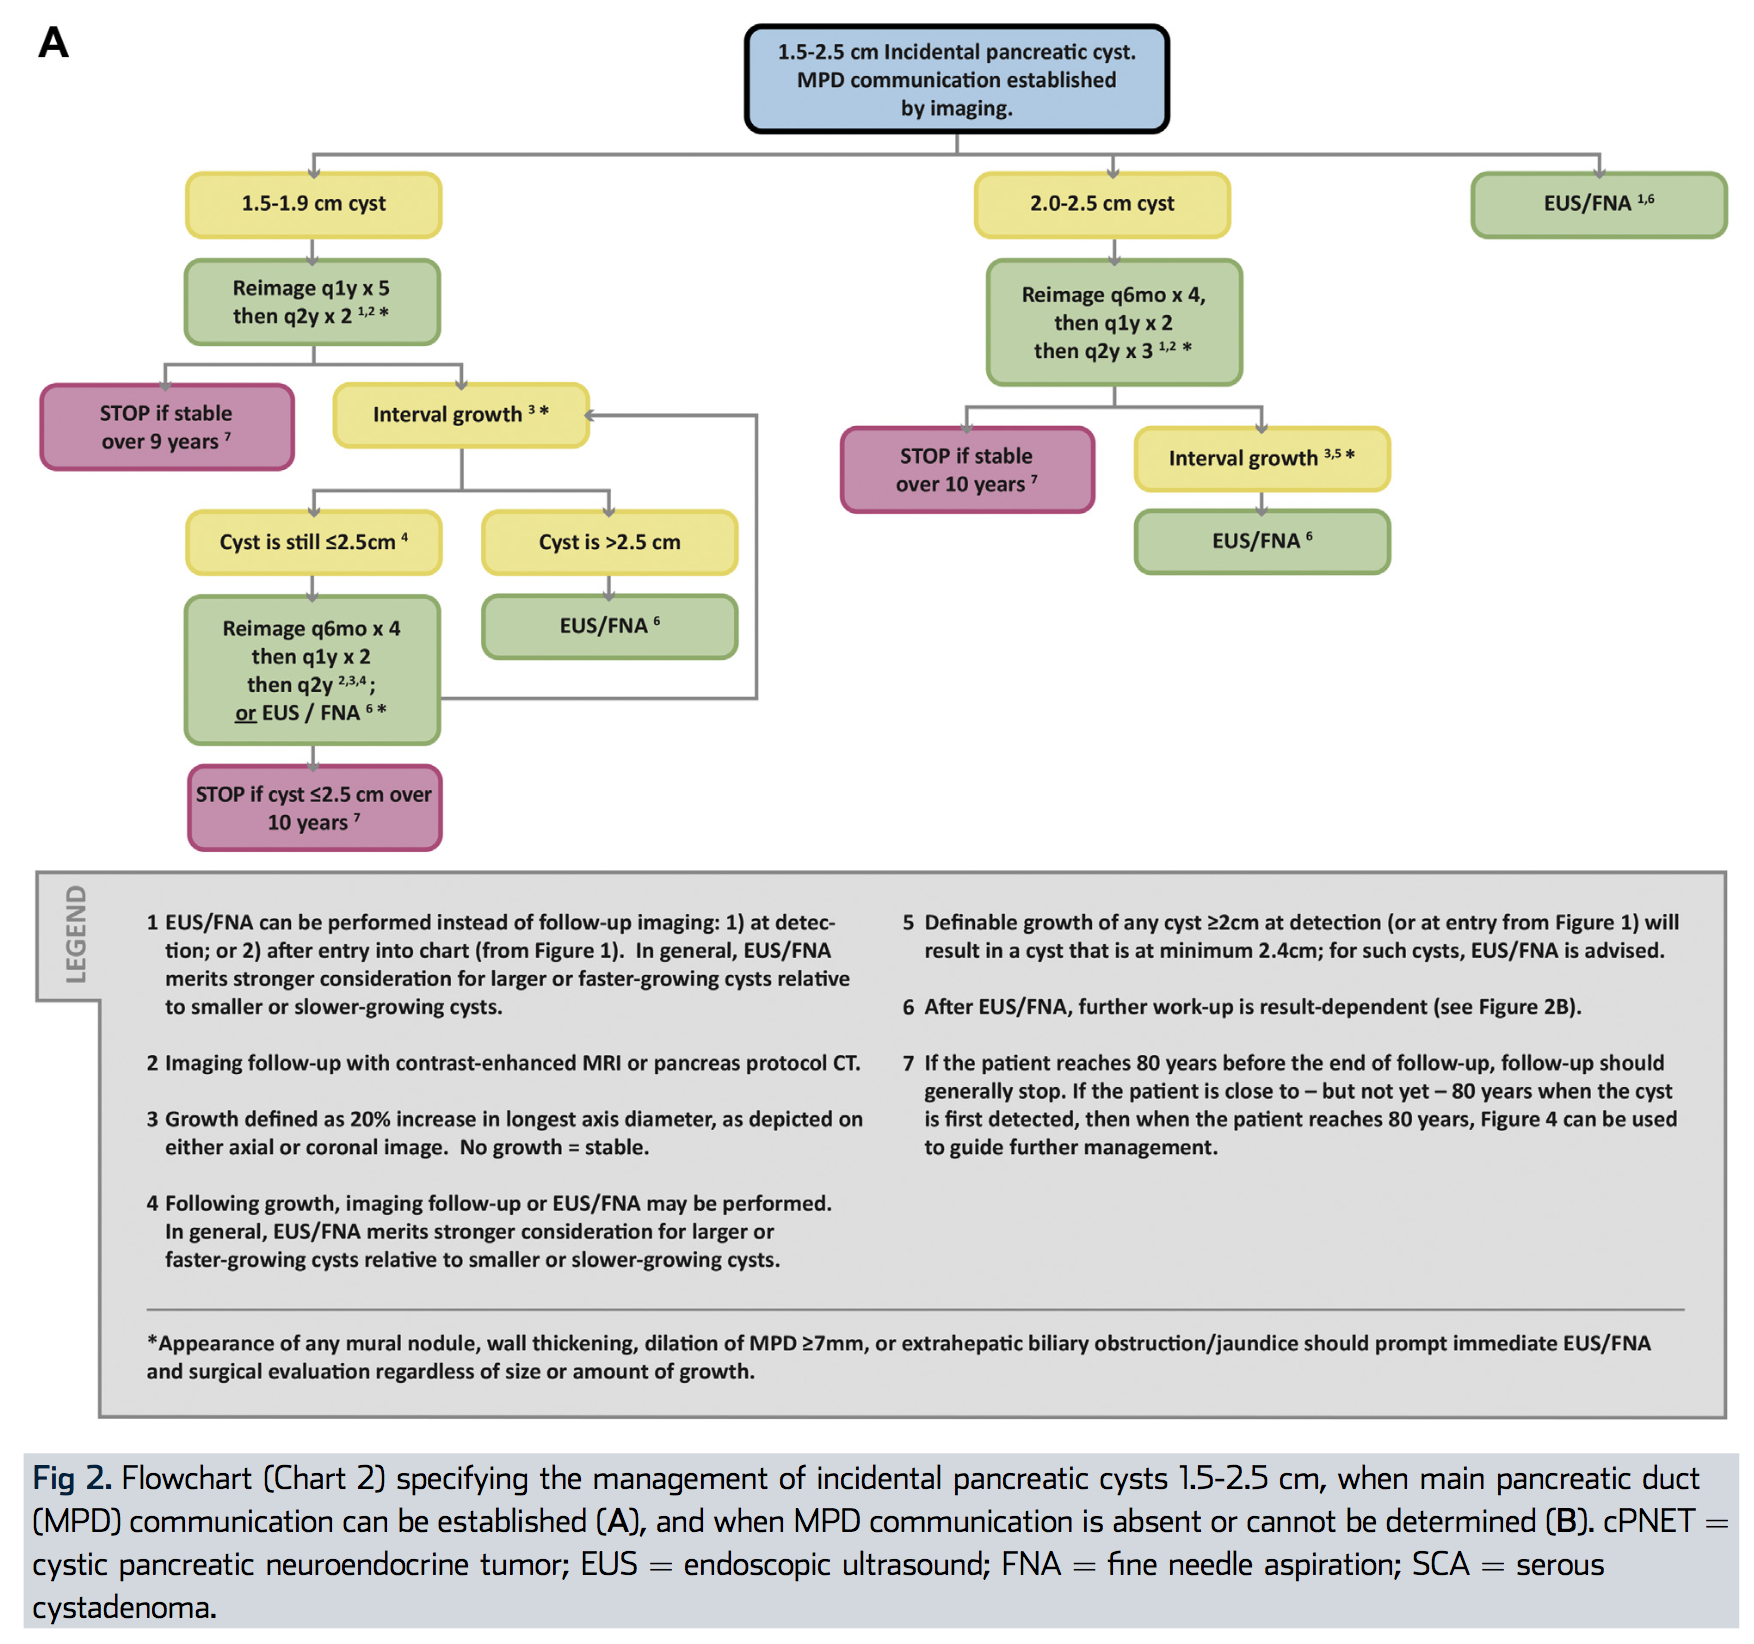 A
1.5-2.5 cm Incidental pancreatic cyst.
MPD communication established
by imaging.
1.5-1.9 cm cyst
2.0-2.5 cm cyst
EUS/FNA 1,6
Reimage q1y x 5
then q2y x 2 1,2 *
Reimage q6mo x 4,
then q1y x 2
then q2y x 3 1,2 *
STOP if stable
over 9 years 7
Interval growth 3 *
STOP if stable
over 10 years 7
Interval growth 3,5 *
Cyst is still ≤2.5cm 4
Cyst is >2.5 cm
EUS/FNA 6
Reimage q6mo x 4
then q1y x 2
then q2y 2,3,4 ;
or EUS / FNA 6 *
EUS/FNA 6
STOP if cyst ≤2.5 cm over
10 years 7
LEGEND
1 EUS/FNA can be performed instead of follow-up imaging: 1) at detec-
tion; or 2) after entry into chart (from Figure 1). In general, EUS/FNA
merits stronger consideration for larger or faster-growing cysts relative
to smaller or slower-growing cysts.
2 Imaging follow-up with contrast-enhanced MRI or pancreas protocol CT.
3 Growth defined as 20% increase in longest axis diameter, as depicted on
either axial or coronal image. No growth = stable.
4 Following growth, imaging follow-up or EUS/FNA may be performed.
In general, EUS/FNA merits stronger consideration for larger or
faster-growing cysts relative to smaller or slower-growing cysts.
5 Definable growth of any cyst ≥2cm at detection (or at entry from Figure 1) will
result in a cyst that is at minimum 2.4cm; for such cysts, EUS/FNA is advised.
6 After EUS/FNA, further work-up is result-dependent (see Figure 2B).
7 If the patient reaches 80 years before the end of follow-up, follow-up should
generally stop. If the patient is close to – but not yet – 80 years when the cyst
is first detected, then when the patient reaches 80 years, Figure 4 can be used
to guide further management.
*Appearance of any mural nodule, wall thickening, dilation of MPD ≥7mm, or extrahepatic biliary obstruction/jaundice should prompt immediate EUS/FNA
and surgical evaluation regardless of size or amount of growth.
Fig 2. Flowchart (Chart 2) specifying the management of incidental pancreatic cysts 1.5-2.5 cm, when main pancreatic duct
(MPD) communication can be established (A), and when MPD communication is absent or cannot be determined (B). cPNET =
cystic pancreatic neuroendocrine tumor; EUS = endoscopic ultrasound; FNA = fine needle aspiration; SCA = serous
cystadenoma.